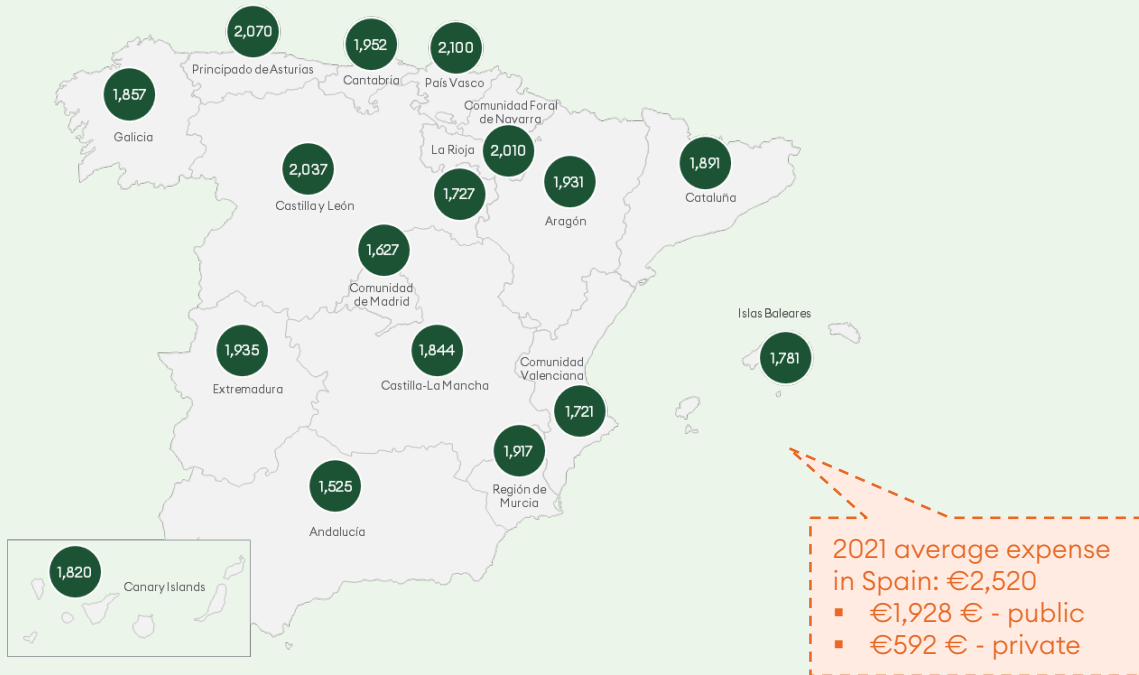 2,070
Principado de Asturias
1,952
Cantabria
2,100
País Vasco
1,857
Galicia
Comunidad Foral
de Navarra
2,010
La Rioja
1,727
2,037
Castilla y León
1,931
Aragón
1,891
Cataluña
1,627
Comunidad
de Madrid
Islas Baleares
1,781
1,935
Extremadura
1,844
Castilla-La Mancha
Comunidad
Valenciana
1,721
1,917
Región de
Murcia
1,525
Andalucía
1,820
Canary Islands
2021 average expense
in Spain: €2,520
▪ €1,928 € - public
▪ €592 € - private